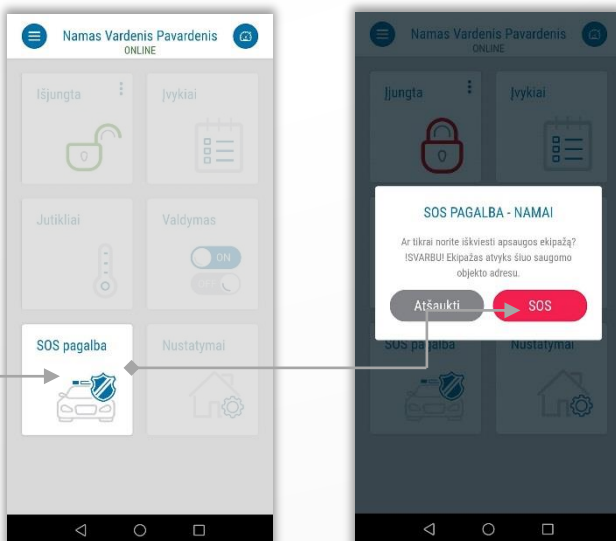 Namas Vardenis Pavardenis
ONLINE
Išjungta
Įvykiai
Jutikliai
Valdymas
ON
OFF
SOS pagalba
Nustatymai
Namas Vardenis Pavardenis
ONLINE
Įjungta
Įvykiai
SOS PAGALBA - NAMAI
Ar tikrai norite iškviesti apsaugos ekipažą?
!SVARBU! Ekipažas atvyks šiuo saugomo
objekto adresu.
Atšaukti
SOS
SOS pagalba
Nustatymai